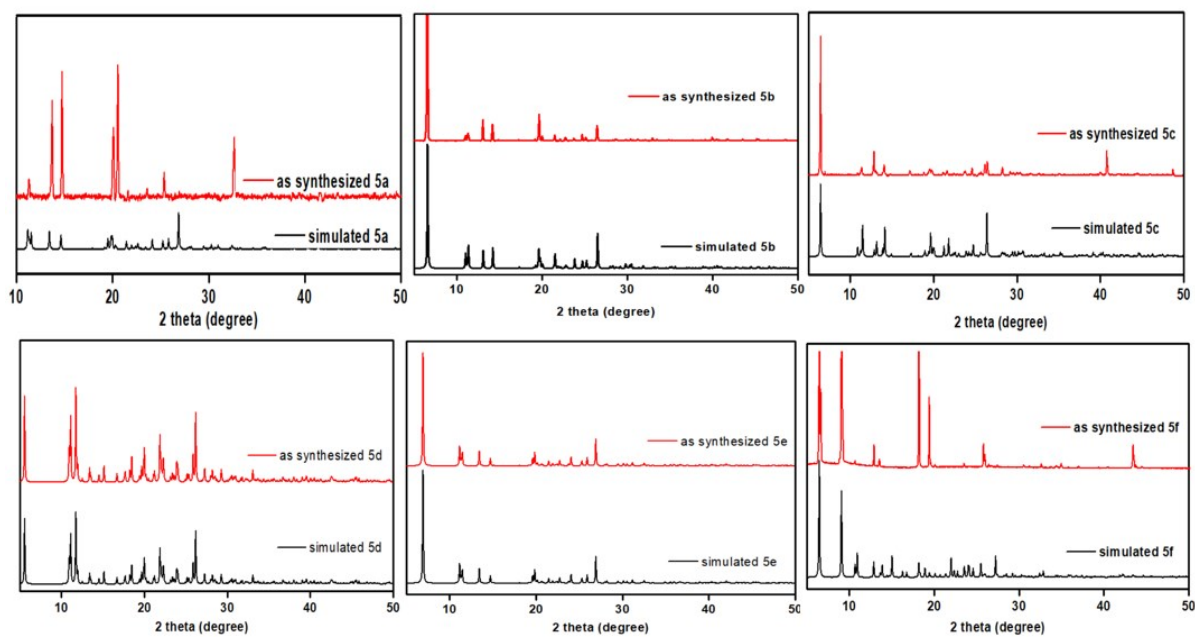 as synthesized 5a
simulated 5a
10 20 30 40 50
2 theta (degree)
as synthesized 5b
simulated 5b
10 20 30 40 50
2 theta (degree)
as synthesized 5c
simulated 5c
10 20 30 40 50
2 theta (degree)
as synthesized 5d
simulated 5d
10 20 30 40 50
2 theta (degree)
as synthesized 5e
simulated 5e
10 20 30 40 50
2 theta (degree)
as synthesized 5f
simulated 5f
10 20 30 40 50
2 theta (degree)